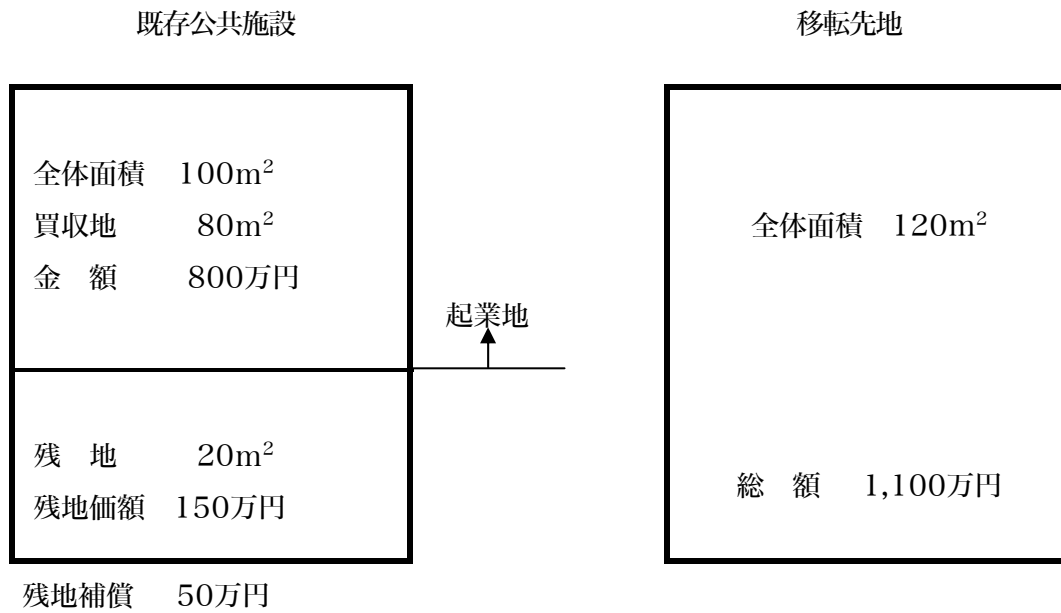 既存公共施設
移転先地
全体面積 100m²
買収地 80m²
金 額 800万円
全体面積 120m²
起業地
残 地 20m²
残地価額 150万円
総 額 1,100万円
残地補償 50万円